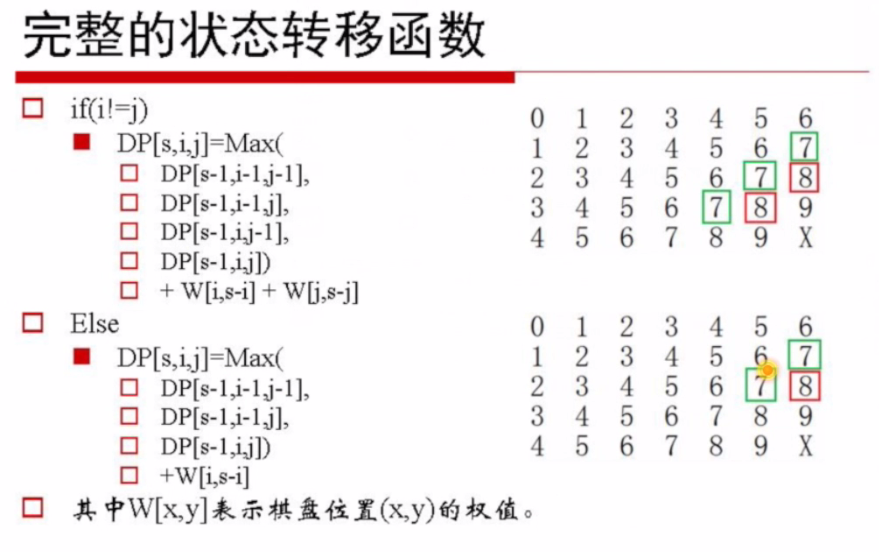 完整的状态转移函数
if(i!=j)
DP[s,i,j]=Max(
DP[s-1,i-1,j-1],
DP[s-1,i-1,j],
DP[s-1,i,j-1],
DP[s-1,i,j])
+ W[i,s-i] + W[j,s-j]
0 1 2 3 4 5 6
1 2 3 4 5 6 7
2 3 4 5 6 7 8
3 4 5 6 7 8 9
4 5 6 7 8 9 X
Else
DP[s,i,j]=Max(
DP[s-1,i-1,j-1],
DP[s-1,i-1,j],
DP[s-1,i,j])
+W[i,s-i]
0 1 2 3 4 5 6
1 2 3 4 5 6 7
2 3 4 5 6 7 8
3 4 5 6 7 8 9
4 5 6 7 8 9 X
其中W[x,y]表示棋盘位置(x,y)的权值。